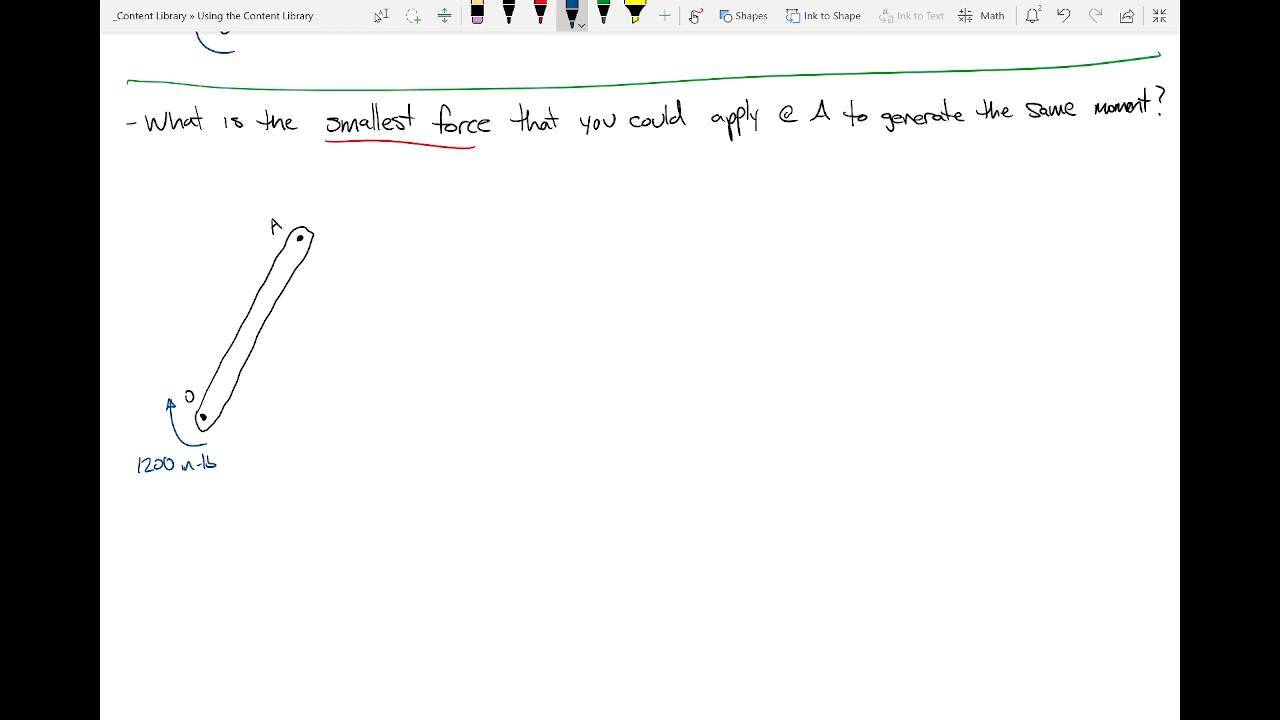 _Content Library » Using the Content Library
Shapes
Ink to Shape
Ink to Text
Math
- What is the smallest force that you could apply @ A to generate the same moment?
A
O
1200 in-lb